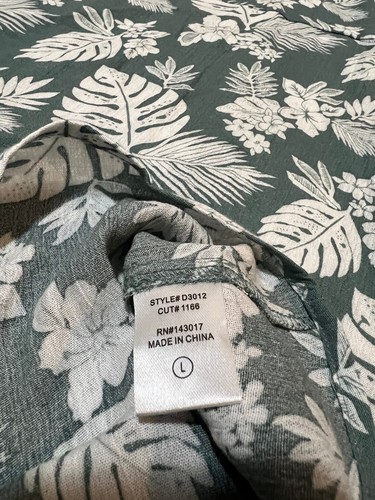 STYLE# D3012
CUT# 1166
RN#143017
MADE IN CHINA
L